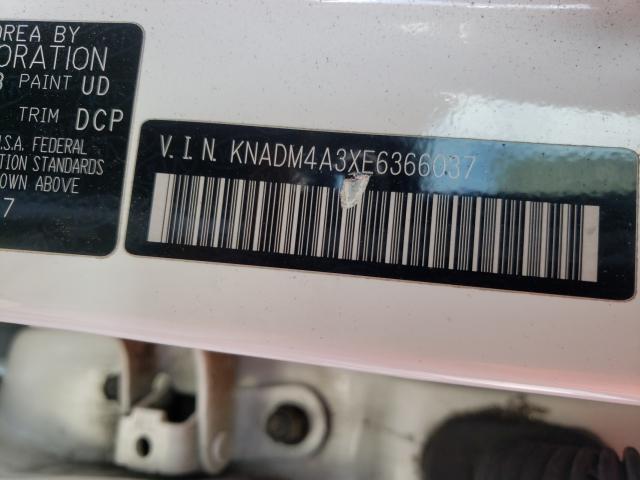 OREA BY
ORATION
PAINT UD
TRIM DCP
.S.A. FEDERAL
TION STANDARDS
OWN ABOVE
7
V.I.N. KNADM4A3XE6366037